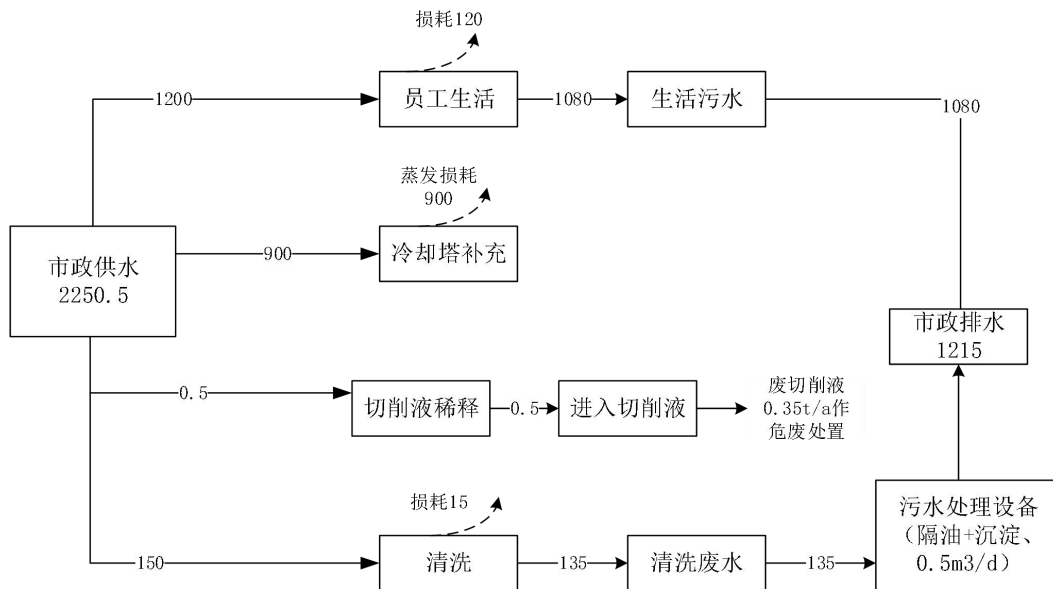 损耗120
1200
员工生活
1080
生活污水
1080
蒸发损耗
900
市政供水
2250.5
900
冷却塔补充
市政排水
1215
0.5
切削液稀释
0.5
进入切削液
废切削液
0.35t/a作
危废处置
损耗15
150
清洗
135
清洗废水
135
污水处理设备
（隔油+沉淀、
0.5m3/d）